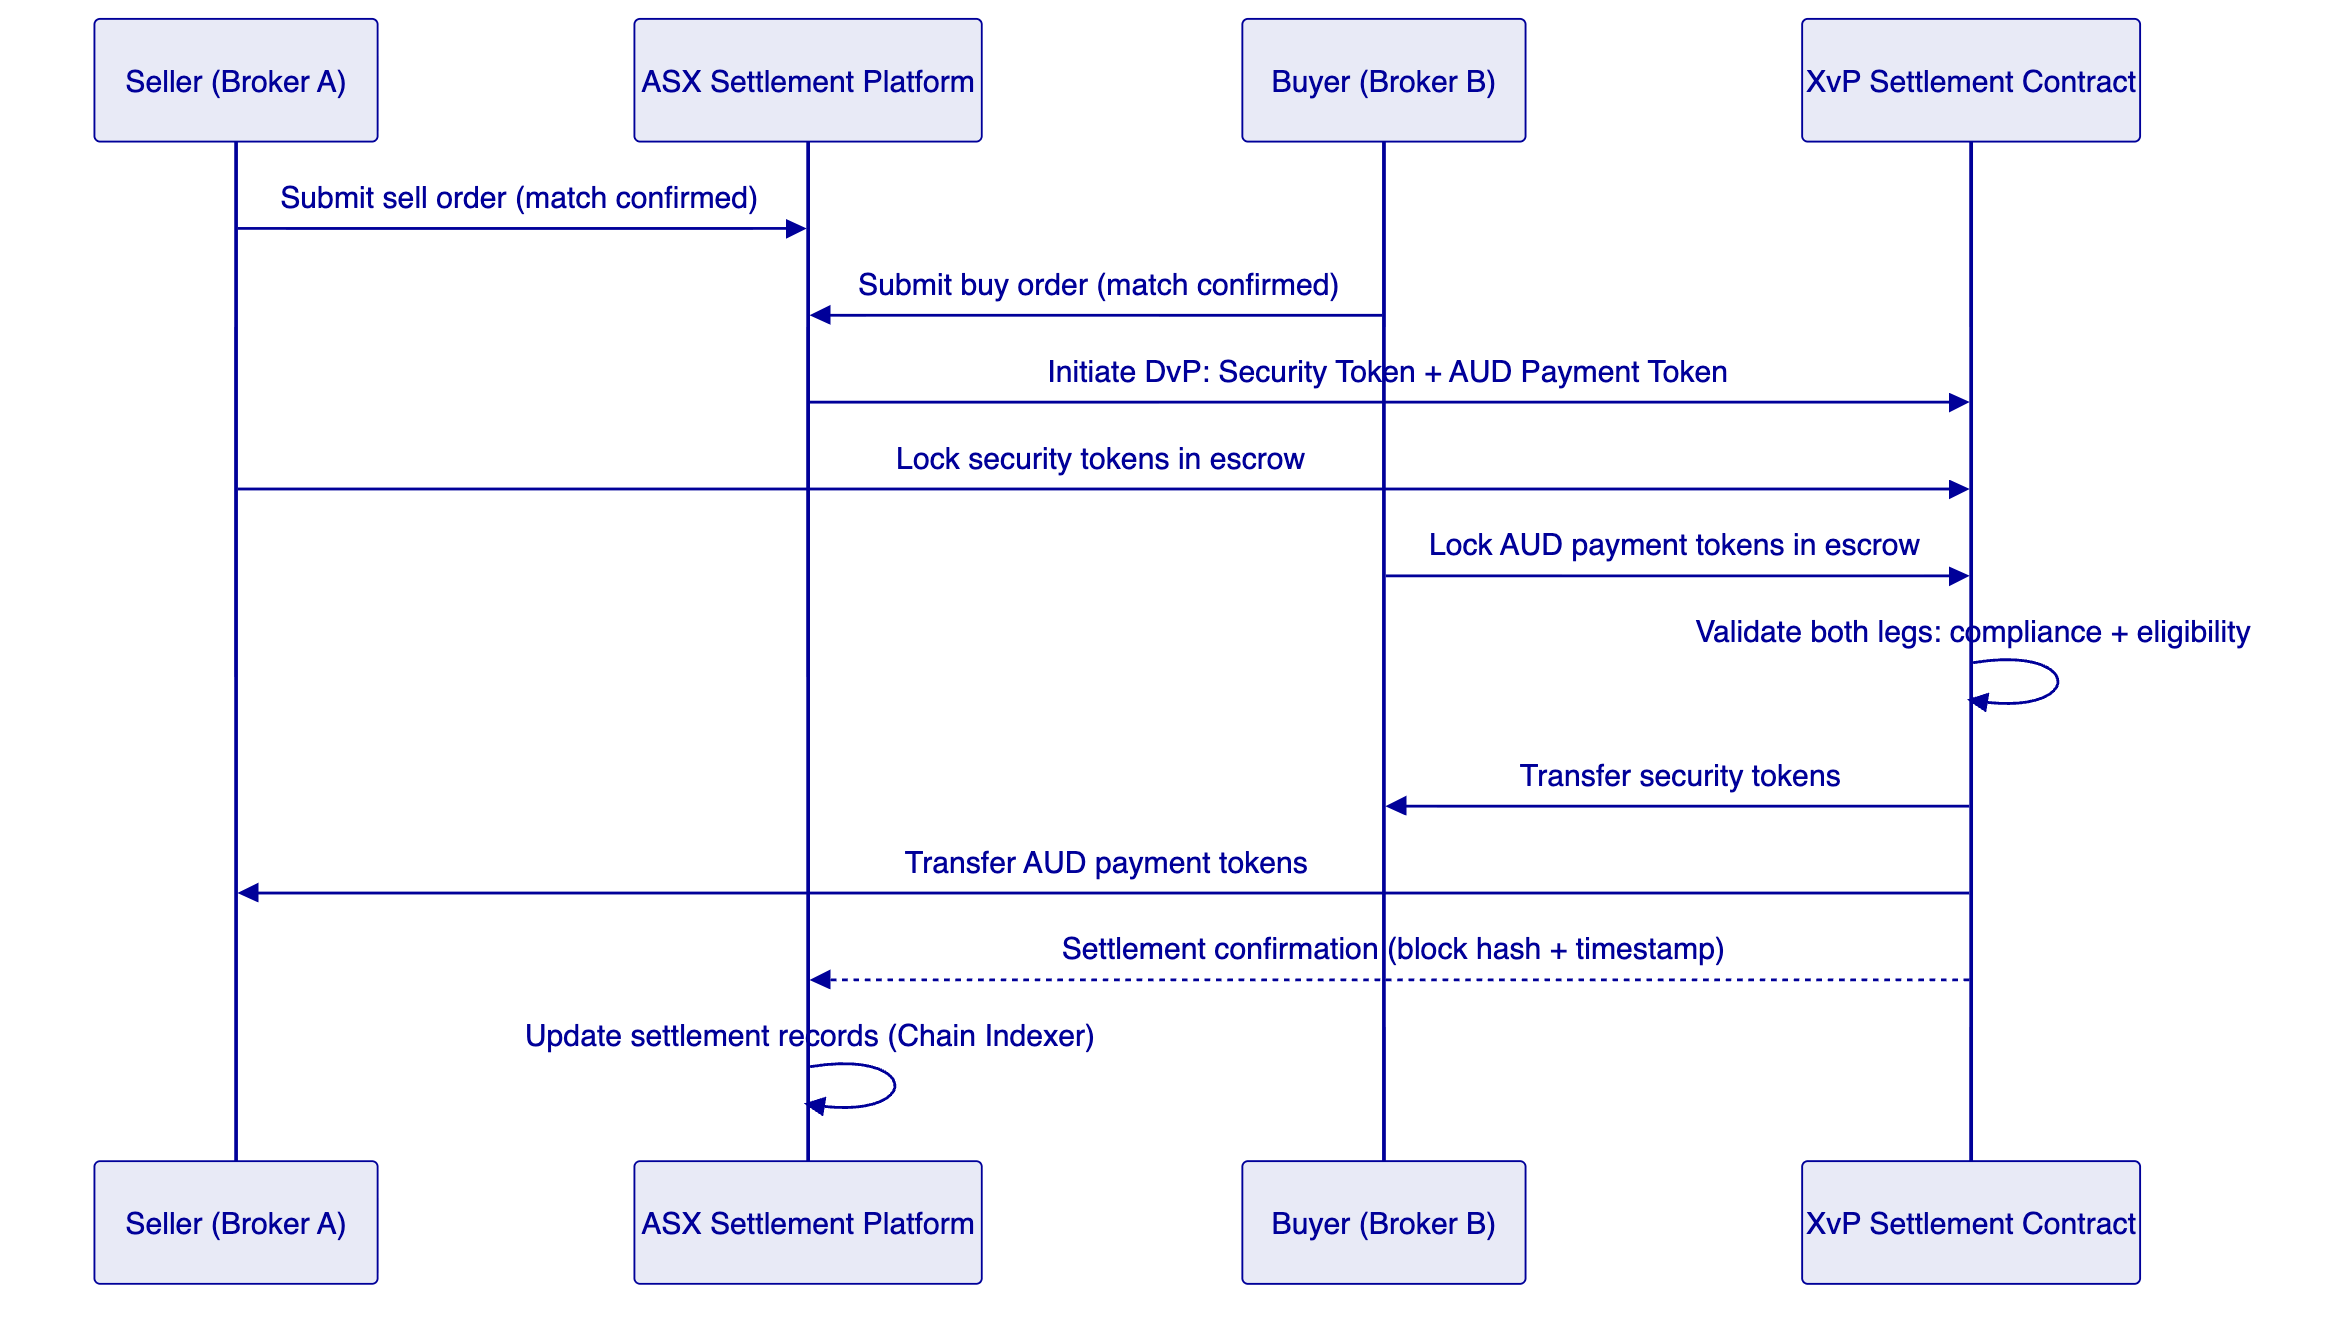 Seller (Broker A)
ASX Settlement Platform
Buyer (Broker B)
XvP Settlement Contract
Submit sell order (match confirmed)
Submit buy order (match confirmed)
Initiate DvP: Security Token + AUD Payment Token
Lock security tokens in escrow
Lock AUD payment tokens in escrow
Validate both legs: compliance + eligibility
Transfer security tokens
Transfer AUD payment tokens
Settlement confirmation (block hash + timestamp)
Update settlement records (Chain Indexer)
Seller (Broker A)
ASX Settlement Platform
Buyer (Broker B)
XvP Settlement Contract